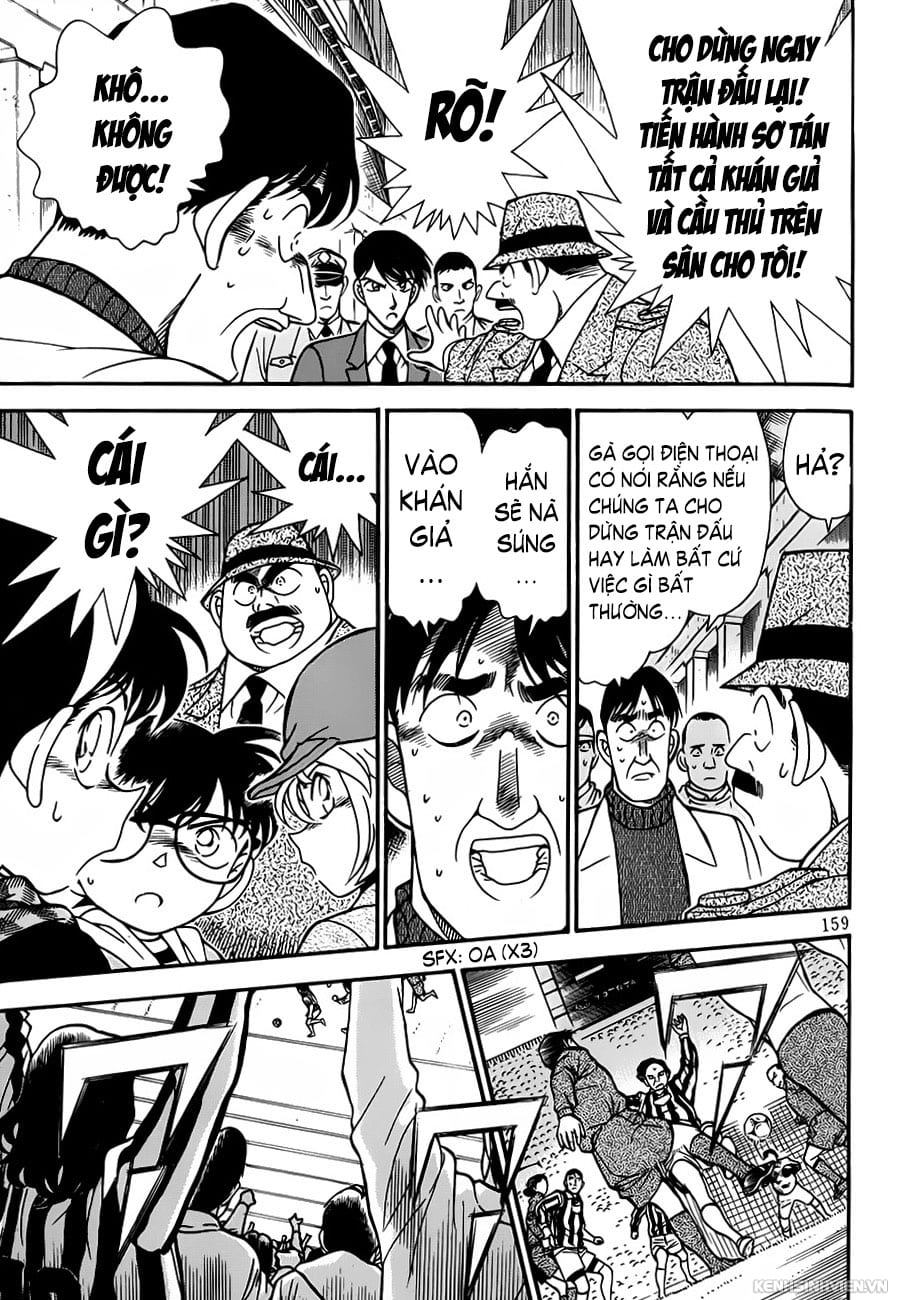 CHO DỪNG NGAY
TRẬN ĐẤU LẠI!
TIẾN HÀNH SƠ TÁN
TẤT CẢ KHÁN GIẢ
VÀ CẦU THỦ TRÊN
SÂN CHO TÔI!
RÕ!
KHÔ...
KHÔNG
ĐƯỢC!
HẢ?
GÃ GỌI ĐIỆN THOẠI
CÓ NÓI RẰNG NẾU
CHÚNG TA CHO
DỪNG TRẬN ĐẤU
HAY LÀM BẤT CỨ
VIỆC GÌ BẤT
THƯỜNG...
HẮN
SẼ NÃ
SÚNG
...
VÀO
KHÁN
GIẢ
...
CÁI...
CÁI
GÌ?
159
SFX: OA (X3)
KENHSINHVIEN.VN